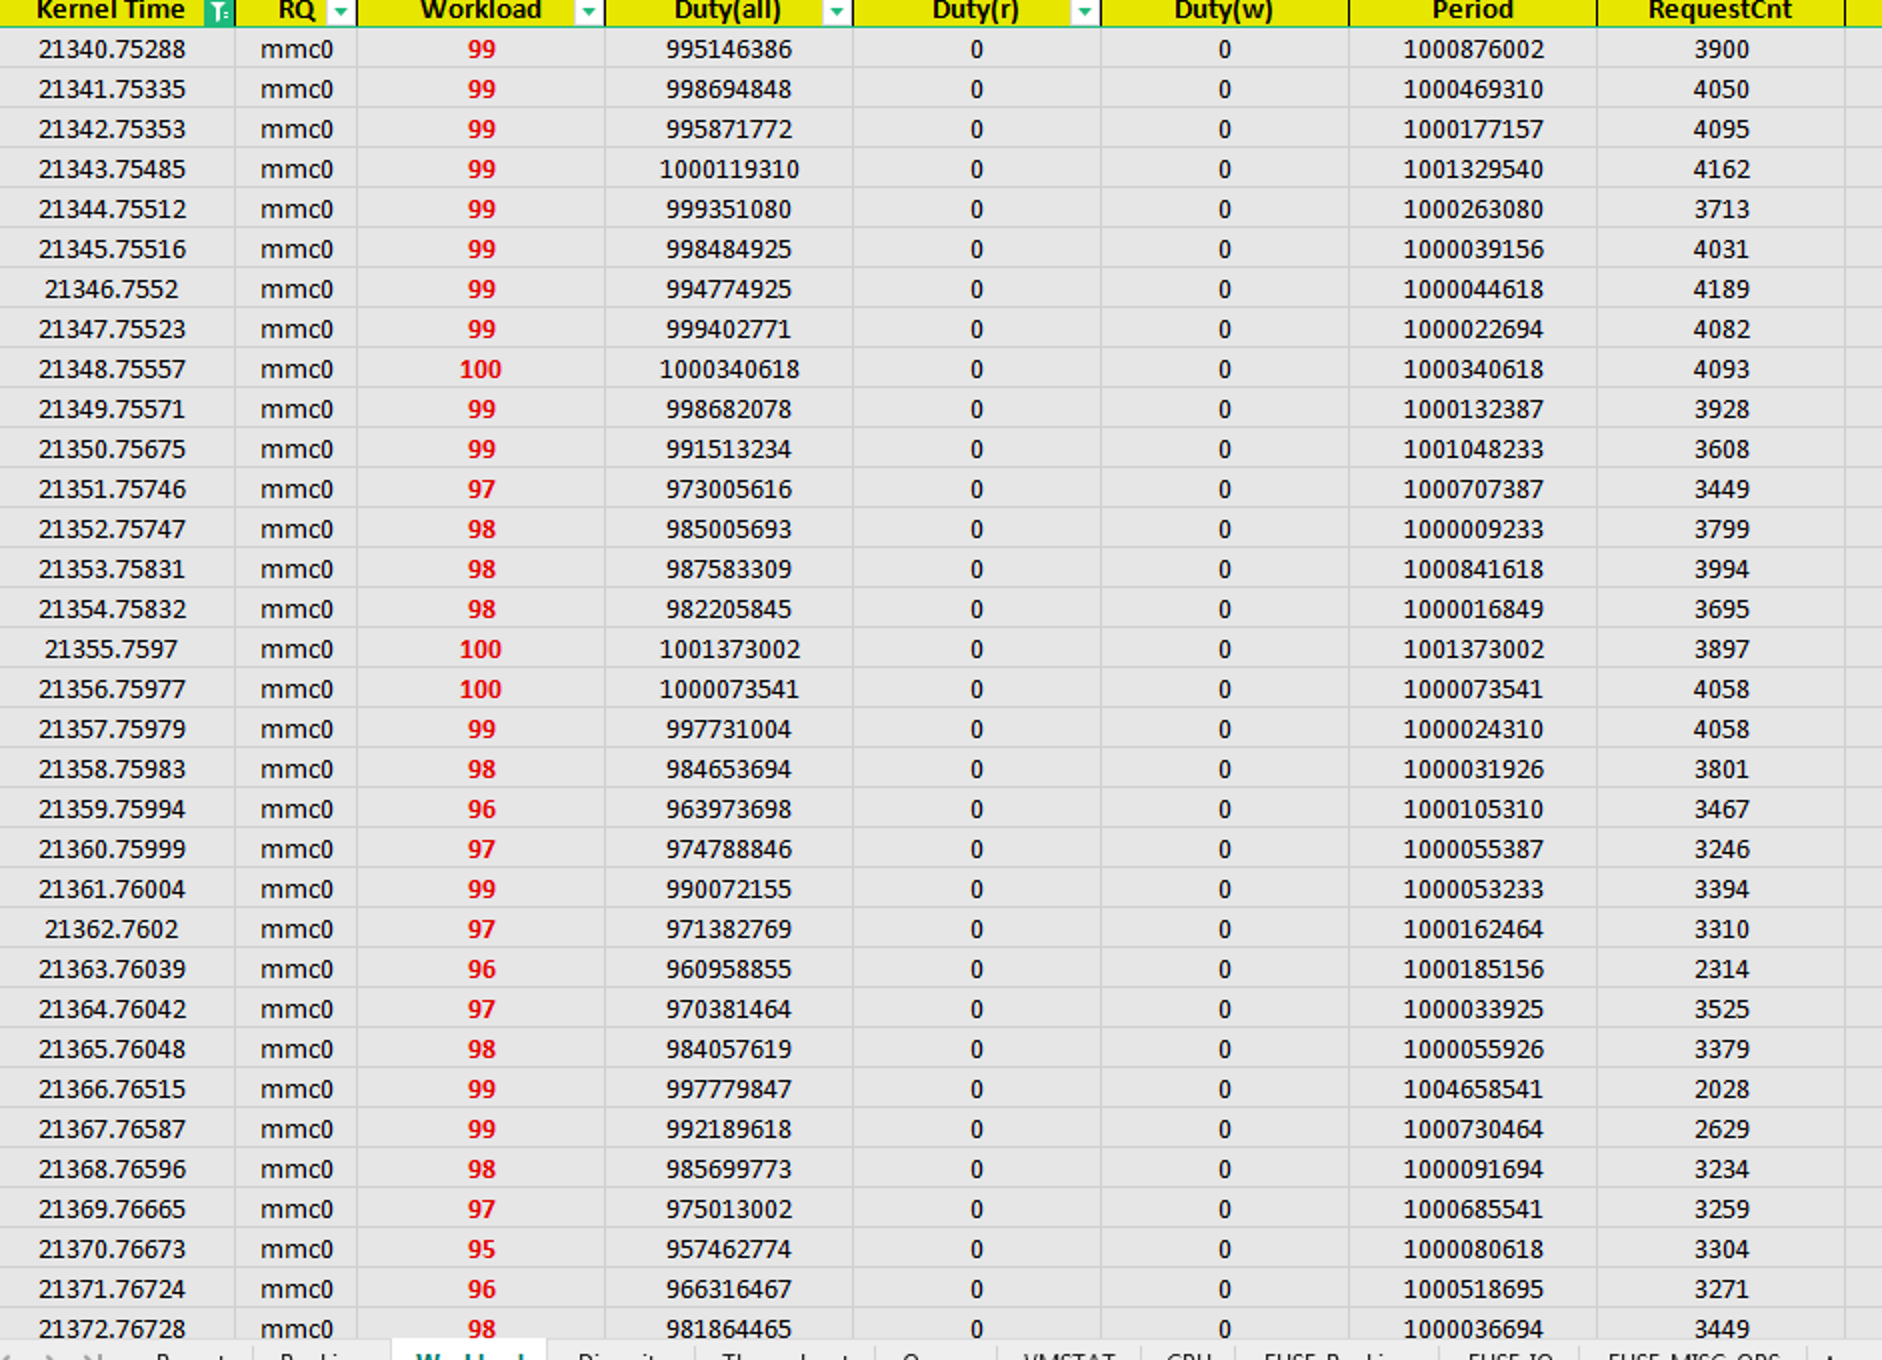 Kernel Time RQ Workload Duty(all) Duty(r) Duty(w) Period RequestCnt
21340.75288 mmc0 99 995146386 0 0 1000876002 3900
21341.75335 mmc0 99 998694848 0 0 1000469310 4050
21342.75353 mmc0 99 995871772 0 0 1000177157 4095
21343.75485 mmc0 99 1000119310 0 0 1001329540 4162
21344.75512 mmc0 99 999351080 0 0 1000263080 3713
21345.75516 mmc0 99 998484925 0 0 1000039156 4031
21346.7552 mmc0 99 994774925 0 0 1000044618 4189
21347.75523 mmc0 99 999402771 0 0 1000022694 4082
21348.75557 mmc0 100 1000340618 0 0 1000340618 4093
21349.75571 mmc0 99 998682078 0 0 1000132387 3928
21350.75675 mmc0 99 991513234 0 0 1001048233 3608
21351.75746 mmc0 97 973005616 0 0 1000707387 3449
21352.75747 mmc0 98 985005693 0 0 1000009233 3799
21353.75831 mmc0 98 987583309 0 0 1000841618 3994
21354.75832 mmc0 98 982205845 0 0 1000016849 3695
21355.7597 mmc0 100 1001373002 0 0 1001373002 3897
21356.75977 mmc0 100 1000073541 0 0 1000073541 4058
21357.75979 mmc0 99 997731004 0 0 1000024310 4058
21358.75983 mmc0 98 984653694 0 0 1000031926 3801
21359.75994 mmc0 96 963973698 0 0 1000105310 3467
21360.75999 mmc0 97 974788846 0 0 1000055387 3246
21361.76004 mmc0 99 990072155 0 0 1000053233 3394
21362.7602 mmc0 97 971382769 0 0 1000162464 3310
21363.76039 mmc0 96 960958855 0 0 1000185156 2314
21364.76042 mmc0 97 970381464 0 0 1000033925 3525
21365.76048 mmc0 98 984057619 0 0 1000055926 3379
21366.76515 mmc0 99 997779847 0 0 1004658541 2028
21367.76587 mmc0 99 992189618 0 0 1000730464 2629
21368.76596 mmc0 98 985699773 0 0 1000091694 3234
21369.76665 mmc0 97 975013002 0 0 1000685541 3259
21370.76673 mmc0 95 957462774 0 0 1000080618 3304
21371.76724 mmc0 96 966316467 0 0 1000518695 3271
21372.76728 mmc0 98 981864465 0 0 1000036694 3449
Workload VMSTAT CPU